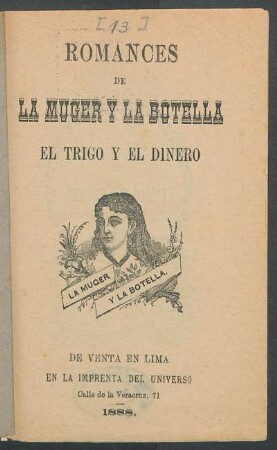 [13]
ROMANCES
DE
LA MUGER Y LA BOTELLA
EL TRIGO Y EL DINERO
LA MUGER
Y LA BOTELLA.
DE VENTA EN LIMA
EN LA IMPRENTA DEL UNIVERSO
Calle de la Veracruz, 71
1888.